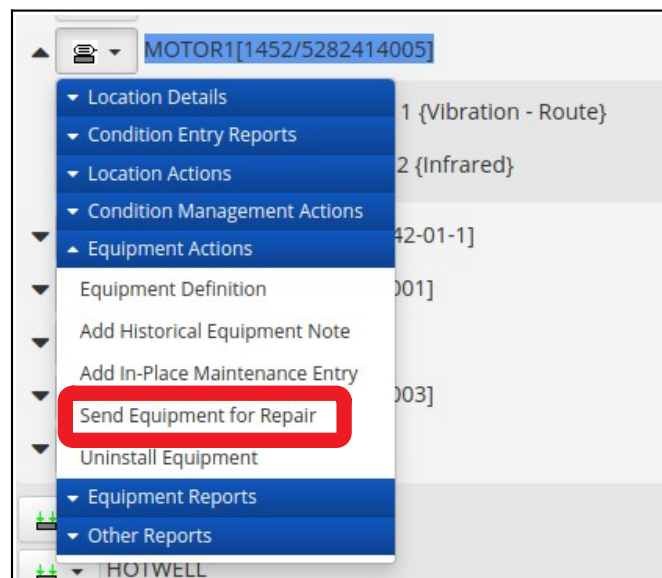 MOTOR1[1452/5282414005]
Location Details
1 {Vibration - Route}
Condition Entry Reports
Location Actions
2 {Infrared}
Condition Management Actions
42-01-1]
Equipment Actions
Equipment Definition
001]
Add Historical Equipment Note
Add In-Place Maintenance Entry
003]
Send Equipment for Repair
Uninstall Equipment
Equipment Reports
Other Reports
HOTWELL